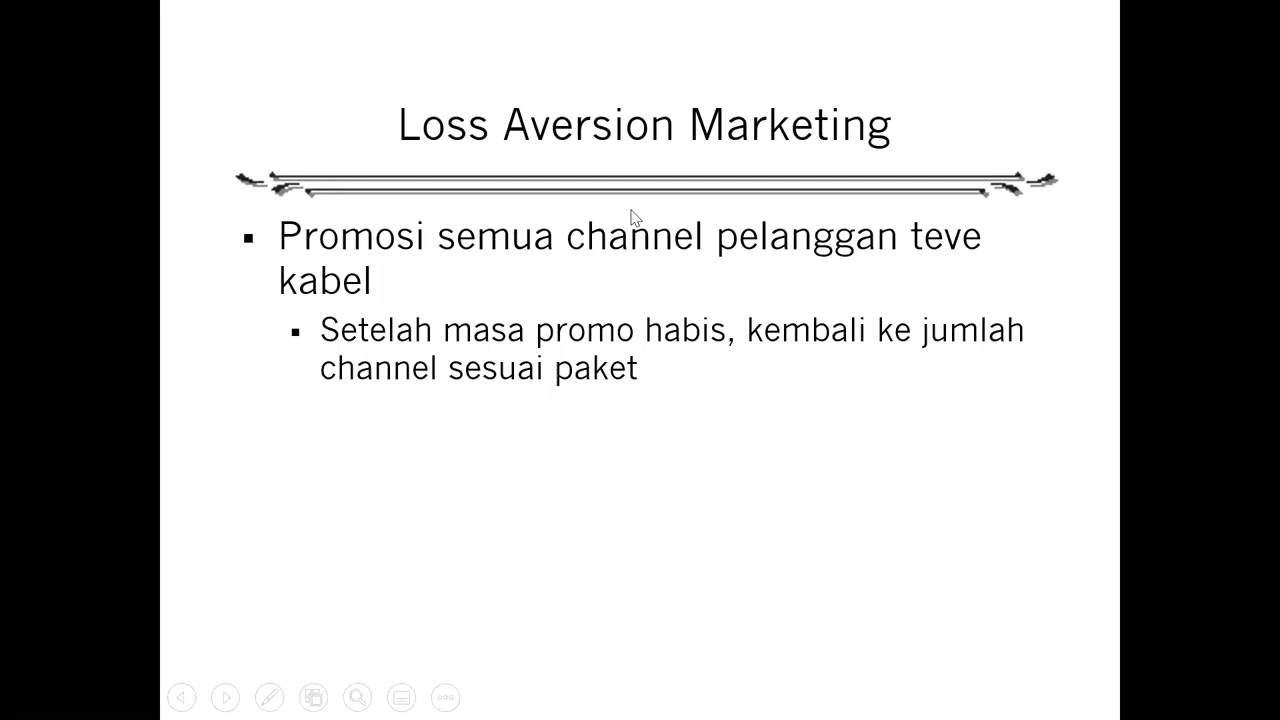 Loss Aversion Marketing
Promosi semua channel pelanggan teve
kabel
Setelah masa promo habis, kembali ke jumlah
channel sesuai paket